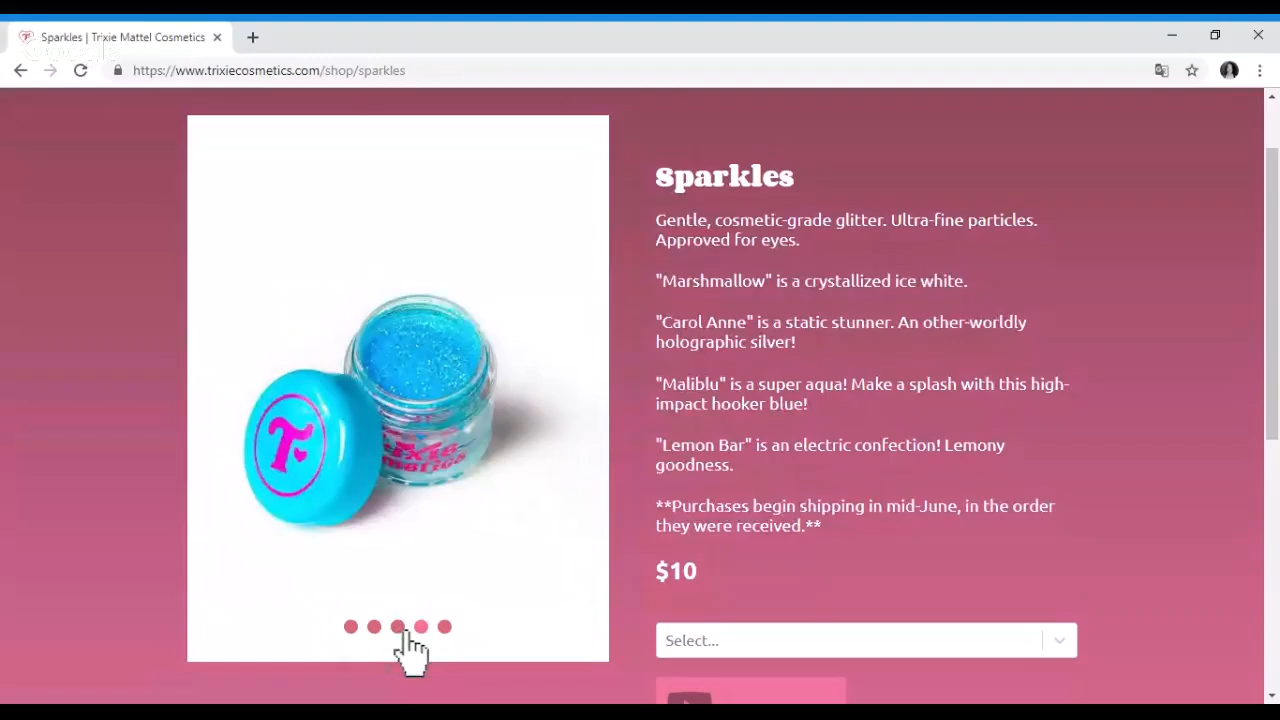 Sparkles | Trixie Mattel Cosmetics
https://www.trixiecosmetics.com/shop/sparkles
Sparkles
Gentle, cosmetic-grade glitter. Ultra-fine particles.
Approved for eyes.
"Marshmallow" is a crystallized ice white.
"Carol Anne" is a static stunner. An other-worldly
holographic silver!
"Maliblu" is a super aqua! Make a splash with this high-
impact hooker blue!
"Lemon Bar" is an electric confection! Lemony
goodness.
**Purchases begin shipping in mid-June, in the order
they were received.**
$10
Select...
T